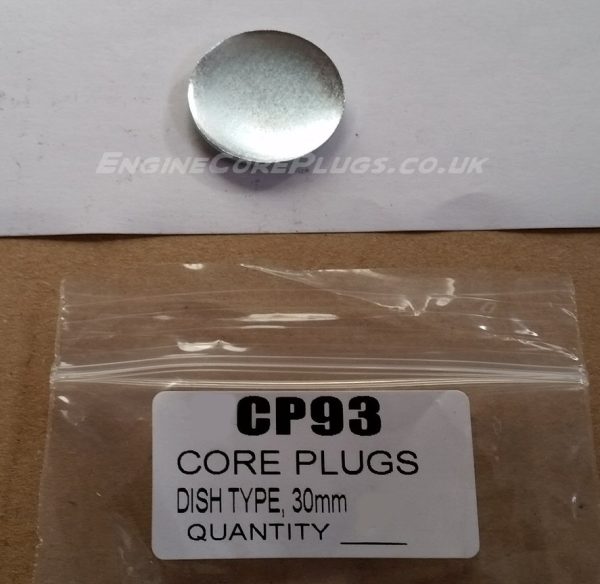 EngineCorePlugs.co.uk
CP93
CORE PLUGS
DISH TYPE, 30mm
QUANTITY ____